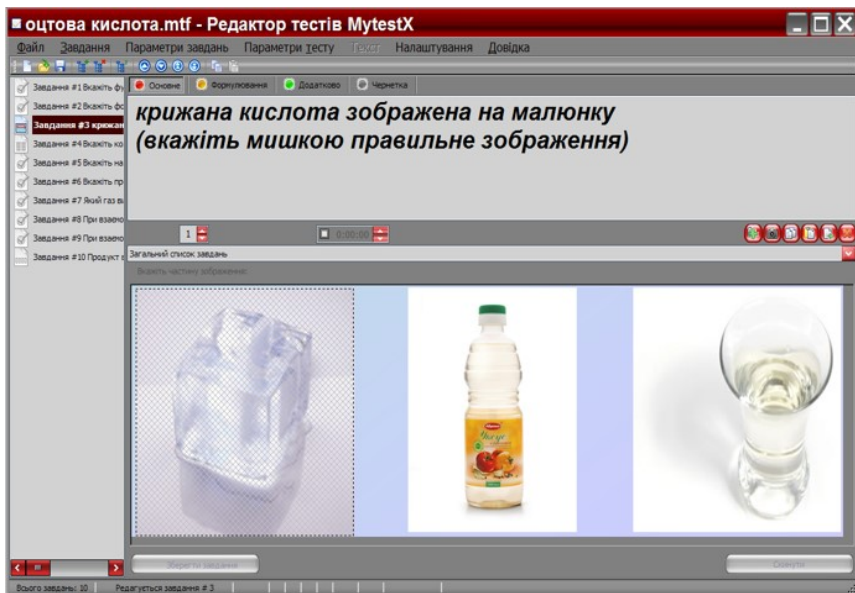 оцтова кислота.mtf - Редактор тестів MytestX
Файл Завдання Параметри завдань Параметри тесту Текст Налаштування Довідка
Основне Формулювання Додатково Чернетка
Завдання #1 Вкажіть фу
Завдання #2 Вкажіть фо
Завдання #3 крижан
Завдання #4 Вкажіть ко
Завдання #5 Вкажіть на
Завдання #6 Вкажіть пр
Завдання #7 Який газ ви
Завдання #8 При взаємо
Завдання #9 При взаємо
Завдання #10 Продукт в
крижана кислота зображена на малюнку
(вкажіть мишкою правильне зображення)
1 0:00:00
Загальний список завдань
Вкажіть частину зображення:
Зберегти завдання Скинути
Всього завдань: 10 Редагується завдання # 3